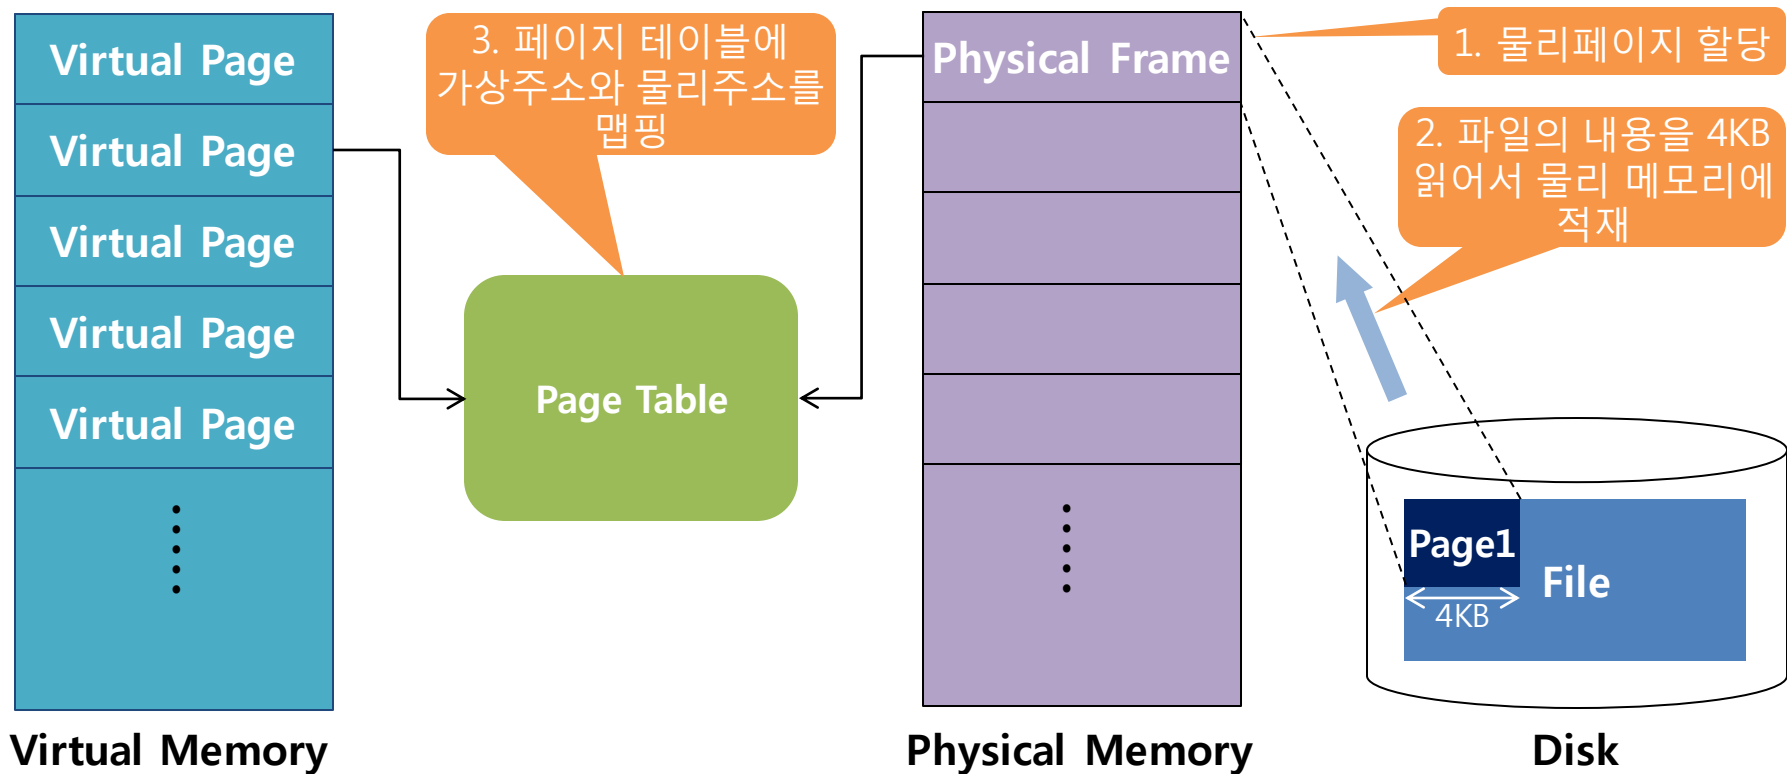 Virtual Page
Virtual Page
Virtual Page
Virtual Page
Virtual Page
Virtual Memory
3. 페이지 테이블에
가상주소와 물리주소를
맵핑
Page Table
Physical Frame
Physical Memory
1. 물리페이지 할당
2. 파일의 내용을 4KB
읽어서 물리 메모리에
적재
Page1
4KB
File
Disk